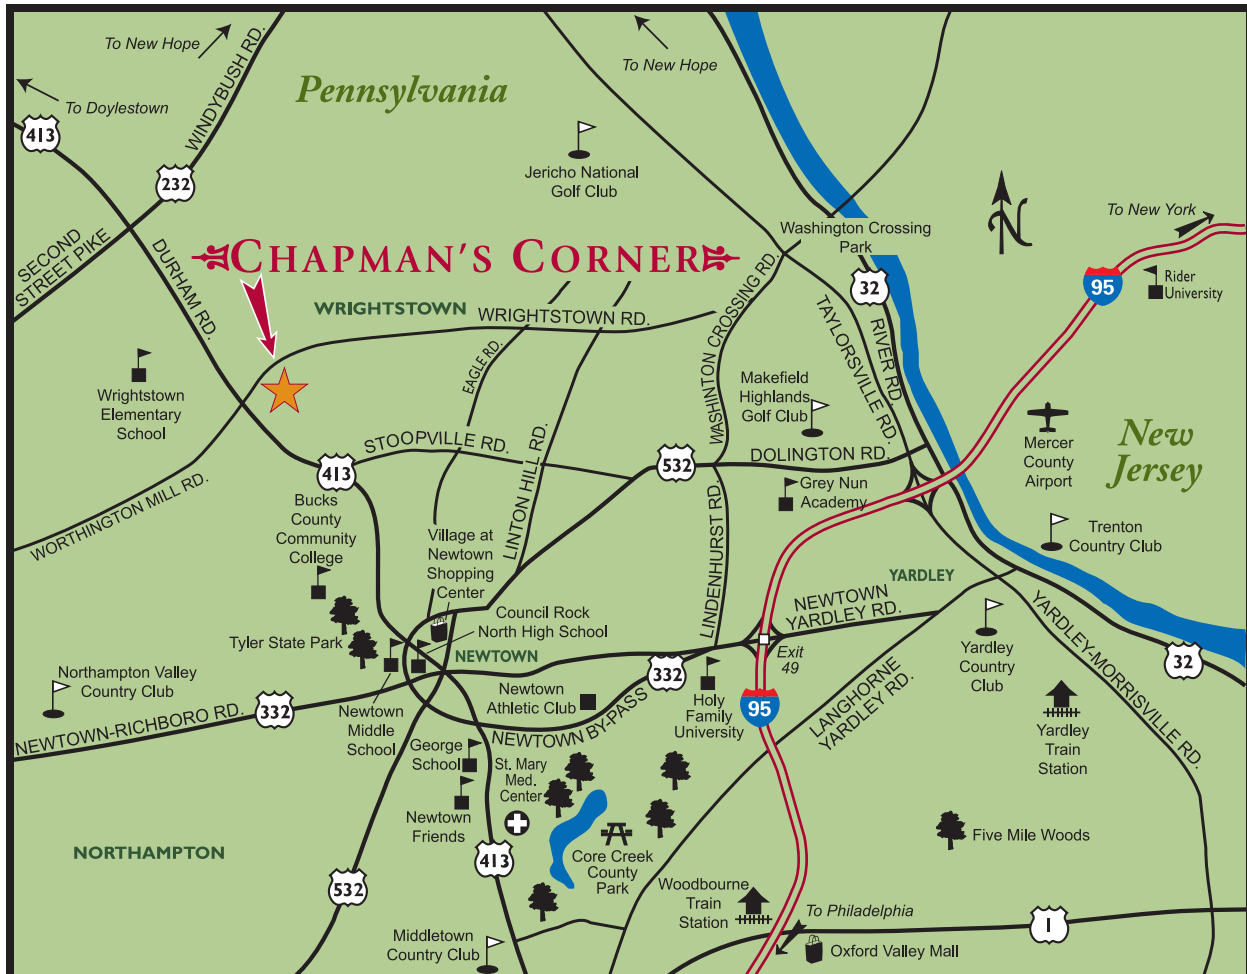 To New Hope
WINDYBUSH RD.
To New Hope
To Doylestown
Pennsylvania
413
232
Jericho National
Golf Club
N
To New York
SECOND
STREET PIKE
DURHAM RD.
CHAPMAN'S CORNER
Washington Crossing
Park
32
95
Rider
University
WRIGHTSTOWN
WRIGHTSTOWN RD.
EAGLE RD.
WASHINTON CROSSING RD.
TAYLORSVILLE RD.
RIVER RD.
Wrightstown
Elementary
School
Makefield
Highlands
Golf Club
Mercer
County
Airport
New
Jersey
STOOPVILLE RD.
413
532
DOLINGTON RD.
WORTHINGTON MILL RD.
Bucks
County
Community
College
LINTON HILL RD.
Village at
Newtown
Shopping
Center
LINDENHURST RD.
Grey Nun
Academy
Trenton
Country Club
YARDLEY
NEWTOWN
YARDLEY RD.
Council Rock
North High School
Tyler State Park
NEWTOWN
Exit
49
Yardley
Country
Club
YARDLEY-MORRISVILLE RD.
32
Northampton Valley
Country Club
332
Newtown
Athletic Club
332
Holy
Family
University
95
LANGHORNE
YARDLEY RD.
NEWTOWN-RICHBORO RD.
Newtown
Middle
School
NEWTOWN BY-PASS
George
School
St. Mary
Med.
Center
Yardley
Train
Station
Newtown
Friends
Five Mile Woods
NORTHAMPTON
413
Core Creek
County
Park
532
Woodbourne
Train
Station
To Philadelphia
1
Middletown
Country Club
Oxford Valley Mall